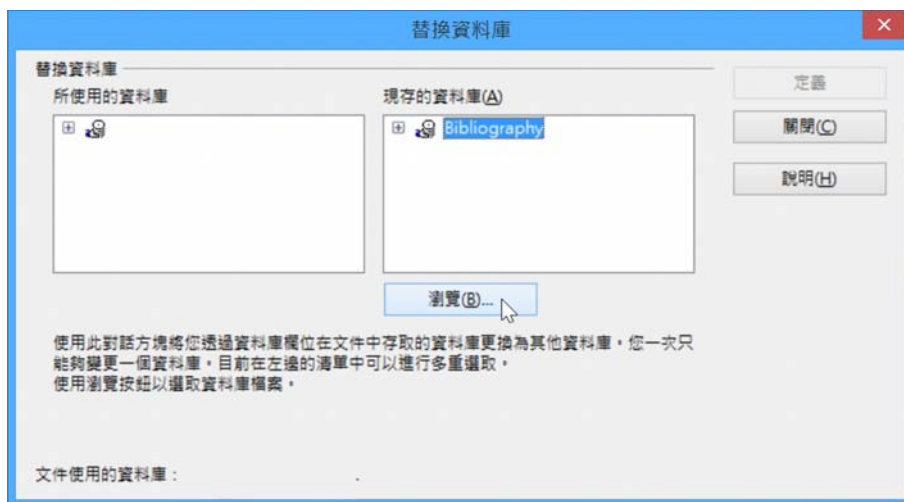 替換資料庫
替換資料庫
所使用的資料庫
現存的資料庫(A)
定義
Bibliography
關閉(C)
說明(H)
瀏覽(B)...
使用此對話方塊將您透過資料庫欄位在文件中存取的資料庫更換為其他資料庫。您一次只
能夠變更一個資料庫。目前在左邊的清單中可以進行多重選取。
使用瀏覽按鈕以選取資料庫檔案。
文件使用的資料庫：
.